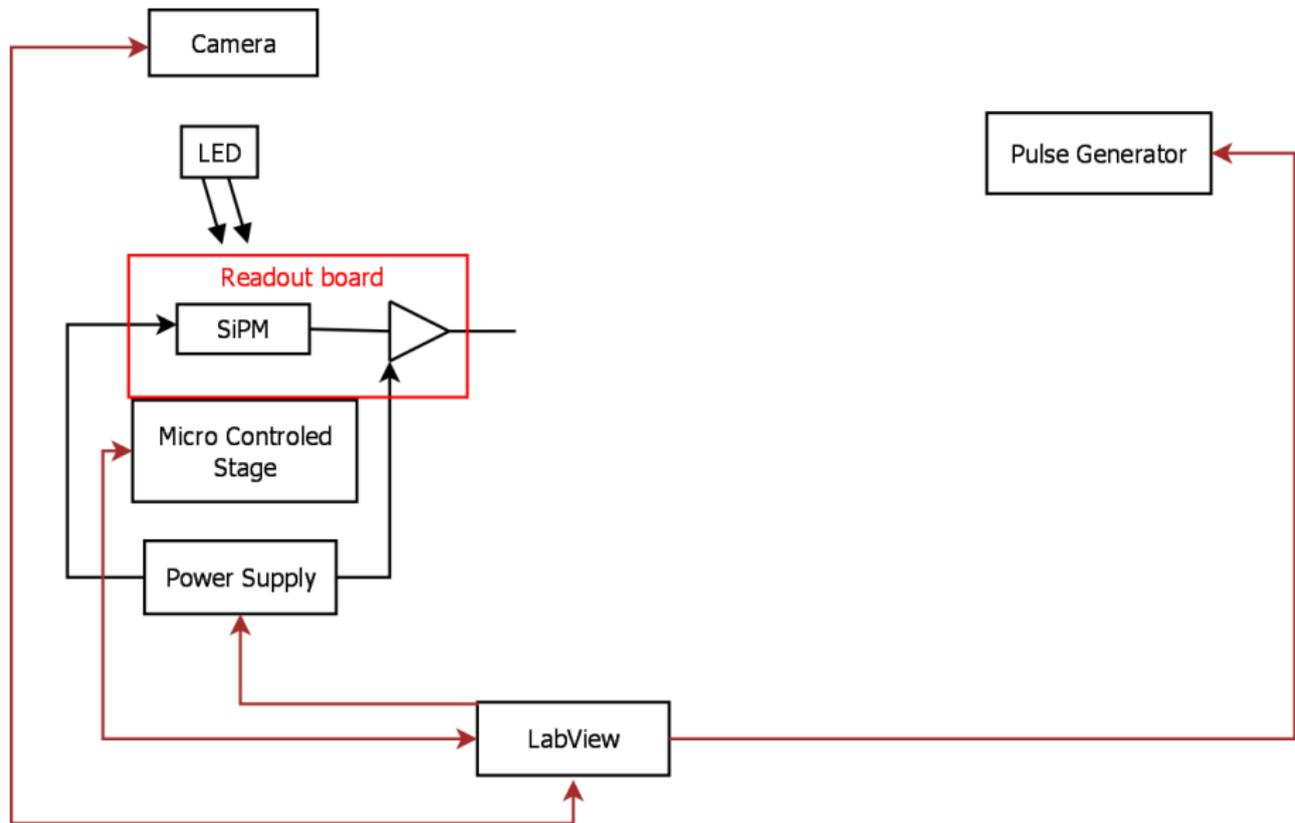 Camera
LED
Pulse Generator
Readout board
SiPM
Micro Controled
Stage
Power Supply
LabView